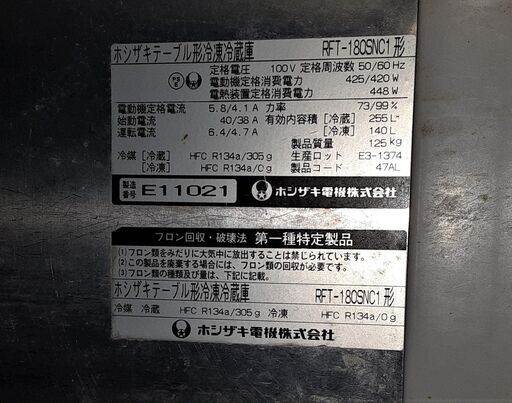 ホシザキテーブル形冷凍冷蔵庫 RFT-180SNC1 形
定格電圧 100V 定格周波数 50/60 Hz
電動機定格消費電力 425/420 W
電熱装置定格消費電力 448 W
電動機定格電流 5.8/4.1 A 力率 73/99 %
始動電流 40/38 A 有効内容積 [冷蔵] 255 L
運転電流 6.4/4.7 A [冷凍] 140 L
製品質量 125 kg
冷媒 [冷蔵] HFC R134a/305 g 生産ロット E3-1374
[冷凍] HFC R134a/0 g 製品コード 47AL
製造番号 E11021 ホシザキ電機株式会社
フロン回収・破壊法 第一種特定製品
(1)フロン類をみだりに大気中に放出することは禁じられています。
(2)この製品を廃棄する場合には、フロン類の回収が必要です。
(3)フロン類の種類及び数量は、下記に記載。
ホシザキテーブル形冷凍冷蔵庫 RFT-180SNC1 形
冷媒 冷蔵 HFC R134a/305 g 冷凍 HFC R134a/0 g
ホシザキ電機株式会社